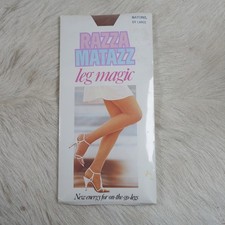 RAZZA
MATAZZ
leg magic
New energy for on-the-go legs